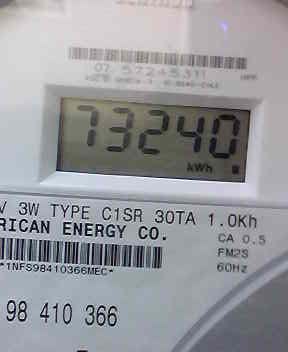 73240
kWh
V 3W TYPE C1SR 30TA 1.0Kh
RICAN ENERGY CO.
CA 0.5
FM2S
60Hz
*1NFS98410366MEC*
98 410 366